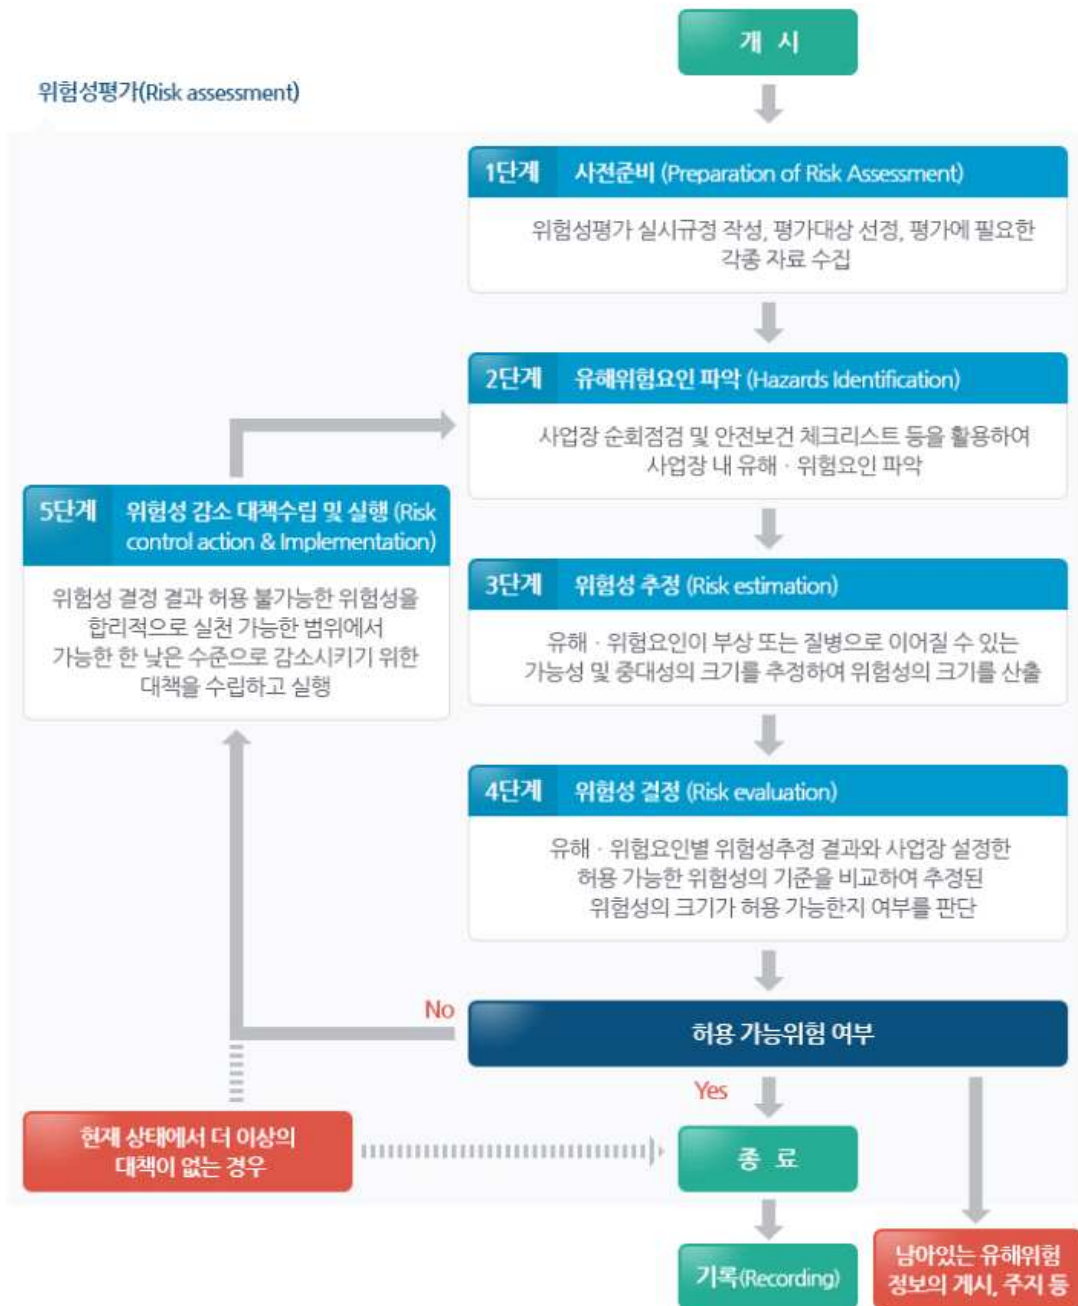 개 시
위험성평가(Risk assessment)
1단계 사전준비 (Preparation of Risk Assessment)
위험성평가 실시규정 작성, 평가대상 선정, 평가에 필요한
각종 자료 수집
2단계 유해위험요인 파악 (Hazards Identification)
사업장 순회점검 및 안전보건 체크리스트 등을 활용하여
사업장 내 유해 · 위험요인 파악
5단계 위험성 감소 대책수립 및 실행 (Risk
control action & Implementation)
위험성 결정 결과 허용 불가능한 위험성을
합리적으로 실천 가능한 범위에서
가능한 한 낮은 수준으로 감소시키기 위한
대책을 수립하고 실행
3단계 위험성 추정 (Risk estimation)
유해 · 위험요인이 부상 또는 질병으로 이어질 수 있는
가능성 및 중대성의 크기를 추정하여 위험성의 크기를 산출
4단계 위험성 결정 (Risk evaluation)
유해 · 위험요인별 위험성추정 결과와 사업장 설정한
허용 가능한 위험성의 기준을 비교하여 추정된
위험성의 크기가 허용 가능한지 여부를 판단
No
허용 가능위험 여부
Yes
현재 상태에서 더 이상의
대책이 없는 경우
종 료
기록(Recording)
남아있는 유해위험
정보의 게시, 주지 등